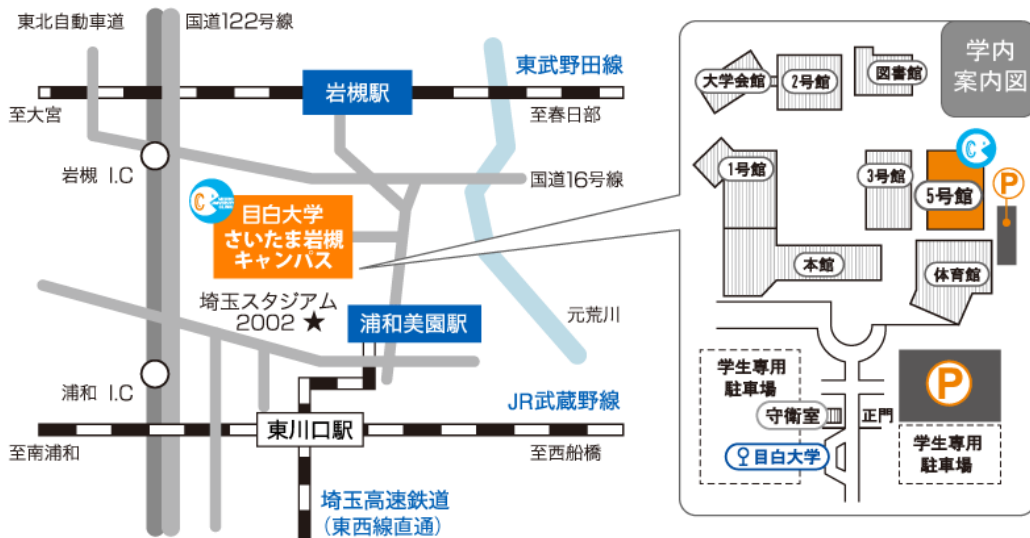 東北自動車道
国道122号線
東武野田線
岩槻駅
至大宮
至春日部
岩槻 I.C
国道16号線
目白大学
さいたま岩槻
キャンパス
埼玉スタジアム
2002 ★
浦和美園駅
元荒川
浦和 I.C
JR武蔵野線
東川口駅
至南浦和
至西船橋
埼玉高速鉄道
(東西線直通)
学内
案内図
大学会館
2号館
図書館
1号館
3号館
5号館
P
本館
体育館
学生専用
駐車場
P
守衛室
正門
目白大学
学生専用
駐車場